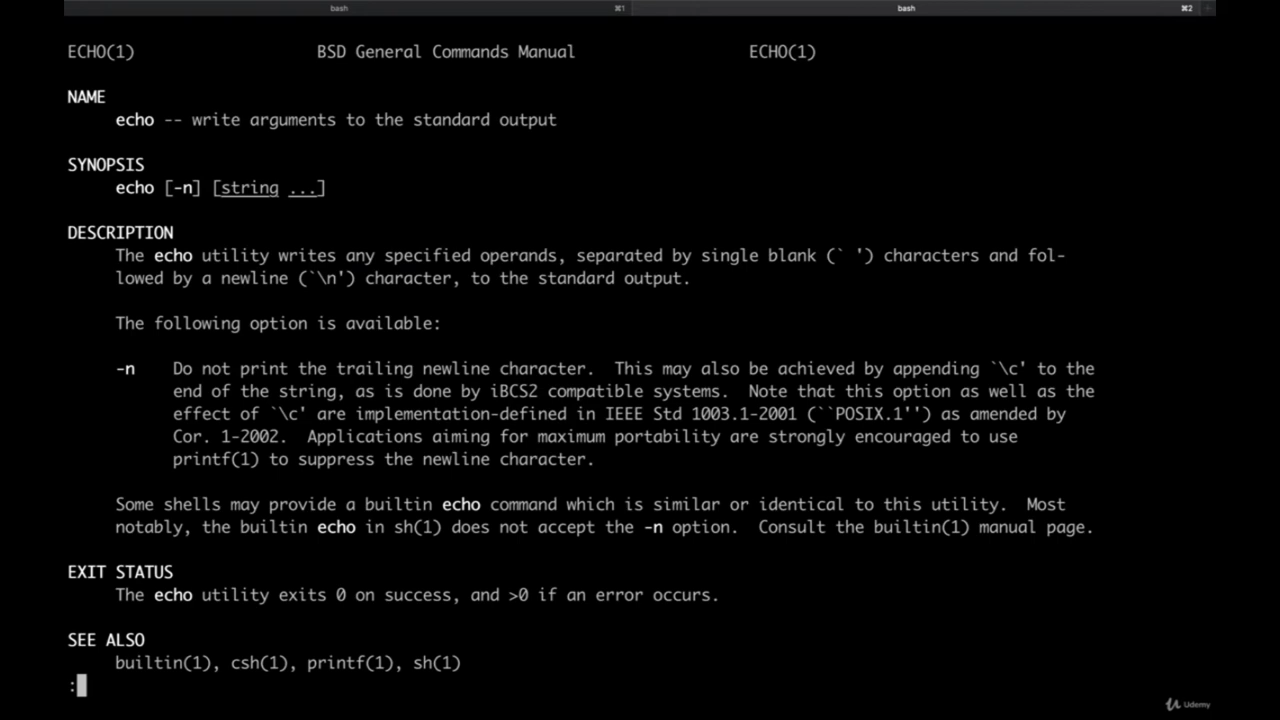 bash ⌘1 bash ⌘2 +
ECHO(1) BSD General Commands Manual ECHO(1)
NAME
echo -- write arguments to the standard output
SYNOPSIS
echo [-n] [string ...]
DESCRIPTION
The echo utility writes any specified operands, separated by single blank (` ') characters and fol-
lowed by a newline (`\n') character, to the standard output.
The following option is available:
-n Do not print the trailing newline character. This may also be achieved by appending `\c' to the
end of the string, as is done by iBCS2 compatible systems. Note that this option as well as the
effect of `\c' are implementation-defined in IEEE Std 1003.1-2001 (``POSIX.1'') as amended by
Cor. 1-2002. Applications aiming for maximum portability are strongly encouraged to use
printf(1) to suppress the newline character.
Some shells may provide a builtin echo command which is similar or identical to this utility. Most
notably, the builtin echo in sh(1) does not accept the -n option. Consult the builtin(1) manual page.
EXIT STATUS
The echo utility exits 0 on success, and >0 if an error occurs.
SEE ALSO
builtin(1), csh(1), printf(1), sh(1)
:
Udemy